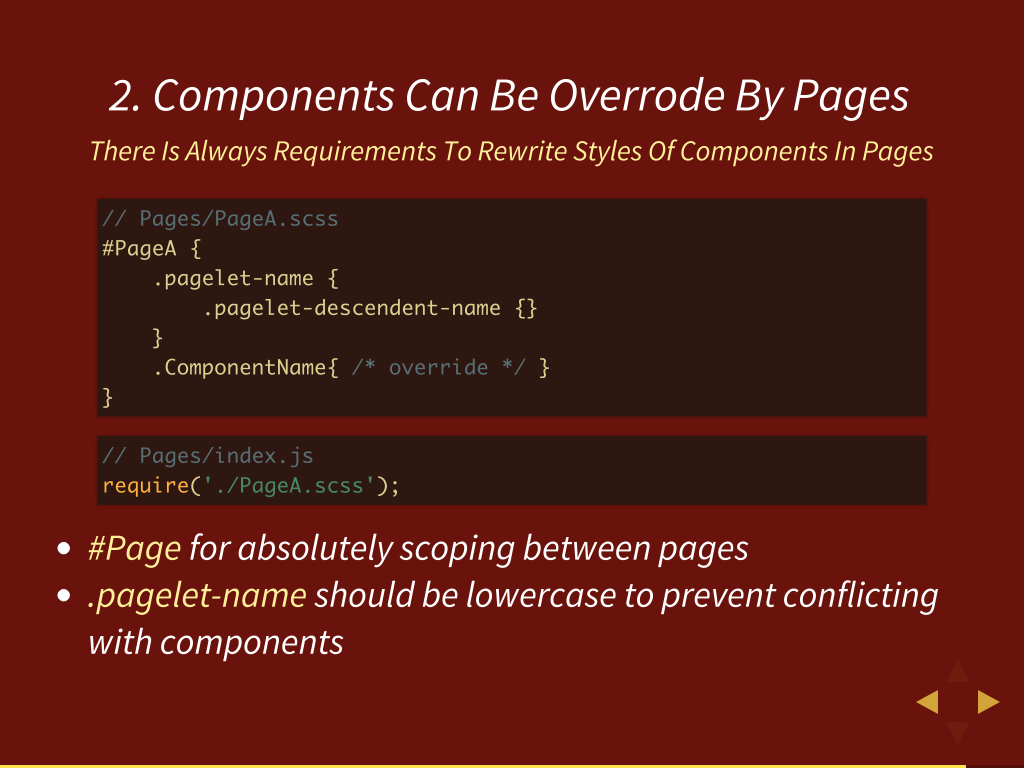 2. Components Can Be Overrode By Pages
There Is Always Requirements To Rewrite Styles Of Components In Pages
// Pages/PageA.scss
#PageA {
    .pagelet-name {
        .pagelet-descendent-name {}
    }
    .ComponentName{ /* override */ }
}
// Pages/index.js
require('./PageA.scss');
• #Page for absolutely scoping between pages
• .pagelet-name should be lowercase to prevent conflicting
with components